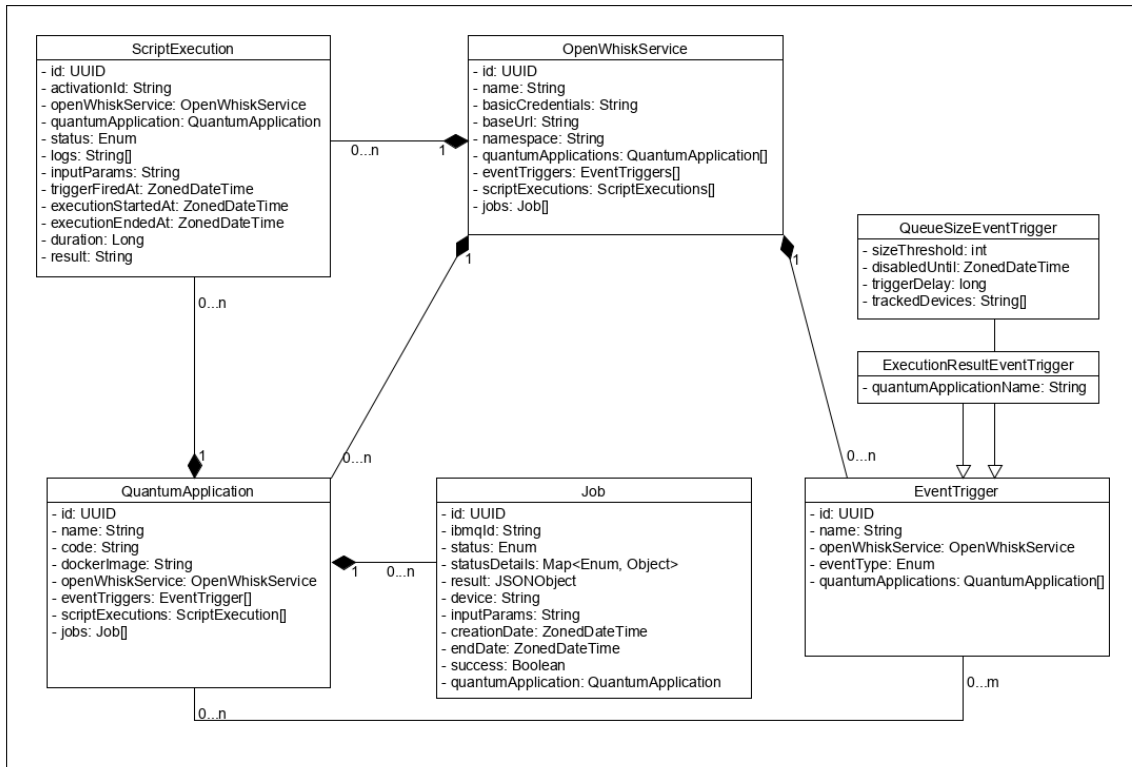 ScriptExecution
- id: UUID
- activationId: String
- openWhiskService: OpenWhiskService
- quantumApplication: QuantumApplication
- status: Enum
- logs: String[]
- inputParams: String
- triggerFiredAt: ZonedDateTime
- executionStartedAt: ZonedDateTime
- executionEndedAt: ZonedDateTime
- duration: Long
- result: String
OpenWhiskService
- id: UUID
- name: String
- basicCredentials: String
- baseUrl: String
- namespace: String
- quantumApplications: QuantumApplication[]
- eventTriggers: EventTriggers[]
- scriptExecutions: ScriptExecutions[]
- jobs: Job[]
0...n
1
1
1
QueueSizeEventTrigger
- sizeThreshold: int
- disabledUntil: ZonedDateTime
- triggerDelay: long
- trackedDevices: String[]
ExecutionResultEventTrigger
- quantumApplicationName: String
0...n
1
0...n
0...n
QuantumApplication
- id: UUID
- name: String
- code: String
- dockerImage: String
- openWhiskService: OpenWhiskService
- eventTriggers: EventTrigger[]
- scriptExecutions: ScriptExecution[]
- jobs: Job[]
1
0...n
Job
- id: UUID
- ibmqId: String
- status: Enum
- statusDetails: Map<Enum, Object>
- result: JSONObject
- device: String
- inputParams: String
- creationDate: ZonedDateTime
- endDate: ZonedDateTime
- success: Boolean
- quantumApplication: QuantumApplication
EventTrigger
- id: UUID
- name: String
- openWhiskService: OpenWhiskService
- eventType: Enum
- quantumApplications: QuantumApplication[]
0...n
0...m